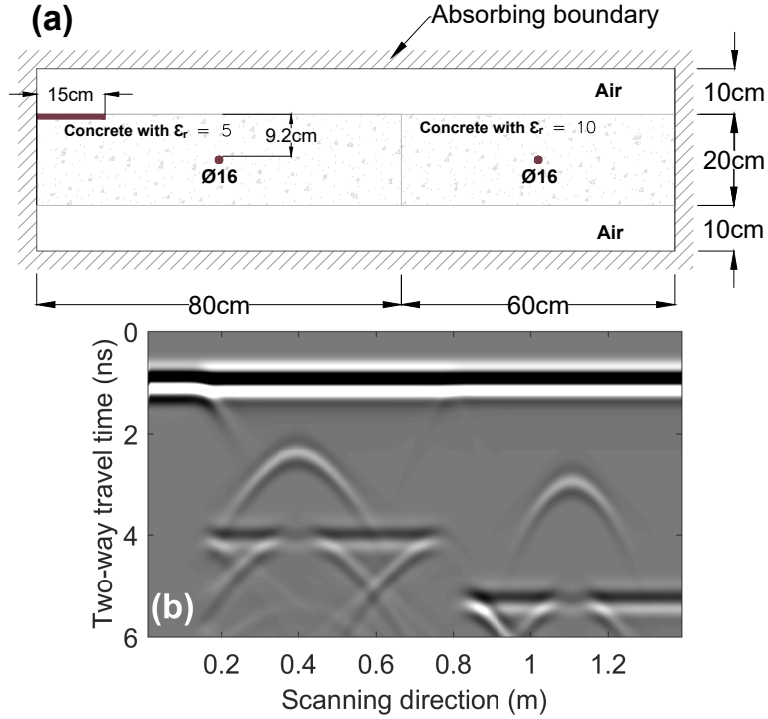 (a)
Absorbing boundary
15cm
Air
10cm
Concrete with Ɛr = 5
9.2cm
Concrete with Ɛr = 10
20cm
Ø16
Ø16
Air
10cm
80cm
60cm
0
2
4
6
Two-way travel time (ns)
(b)
0.2
0.4
0.6
0.8
1
1.2
Scanning direction (m)